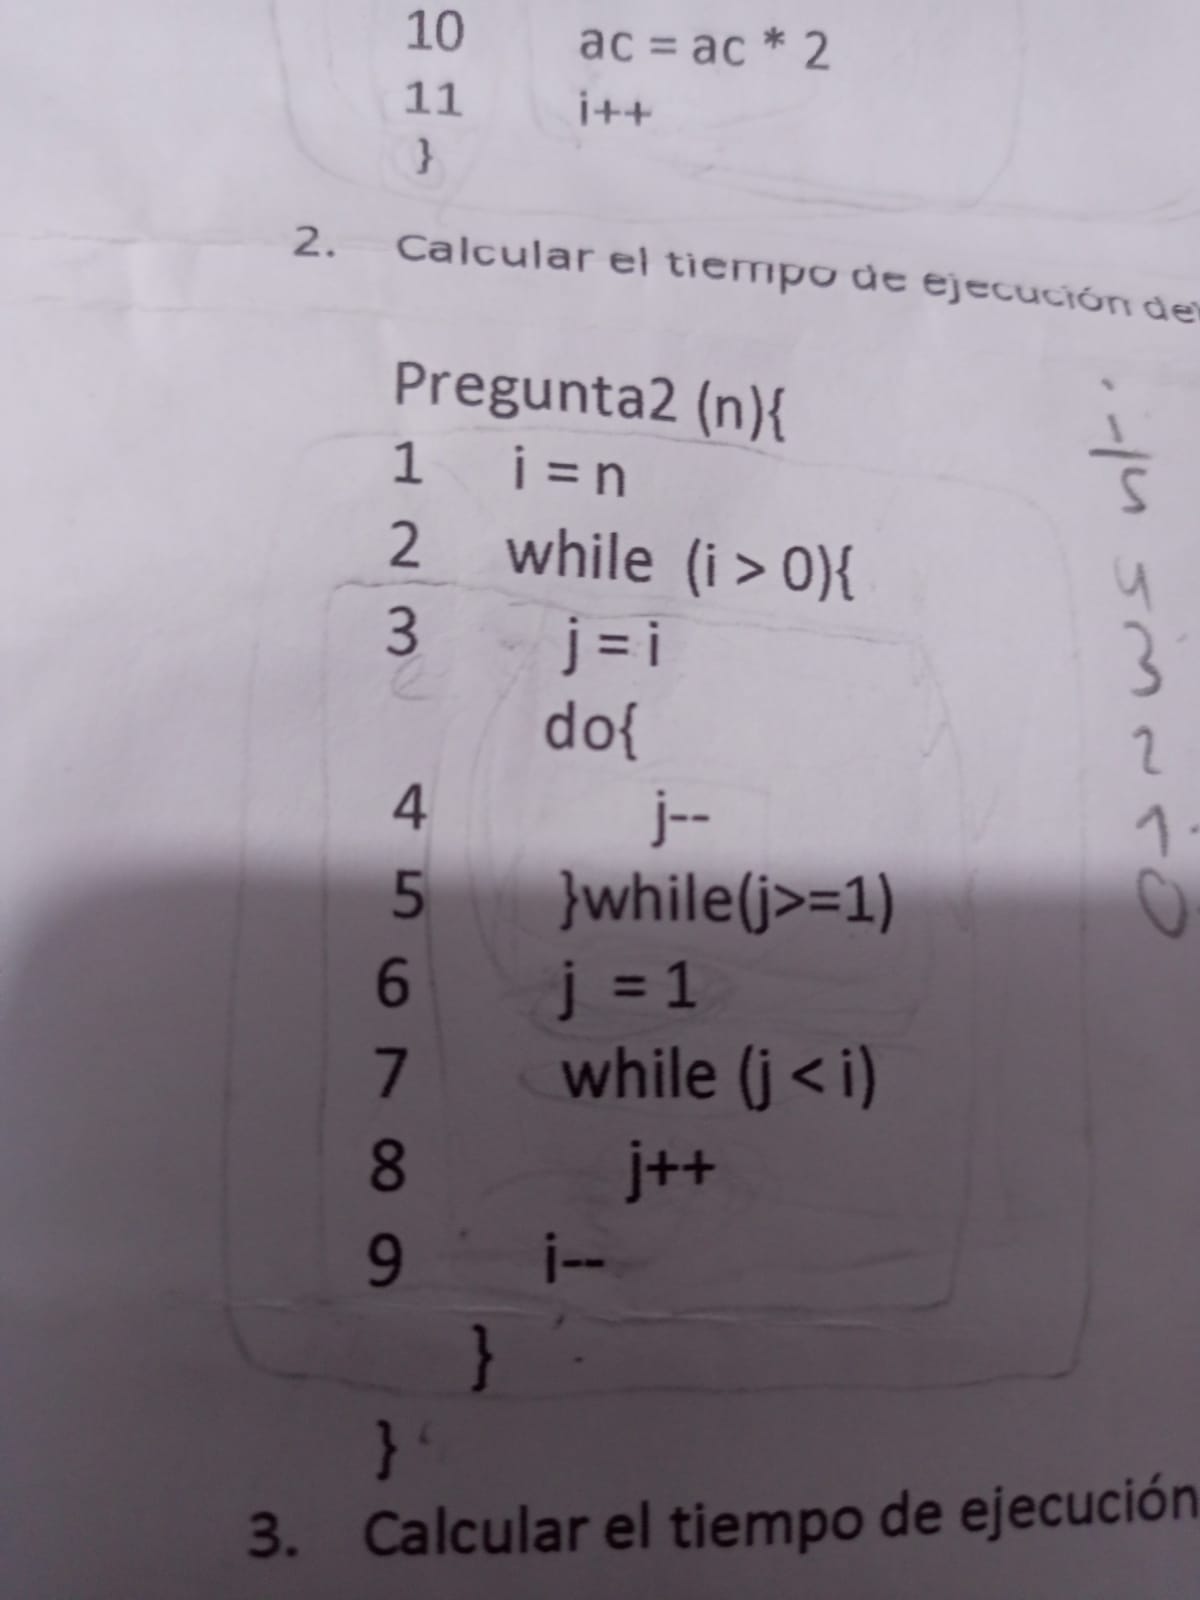 10 ac = ac * 2
11 i++
}
2. Calcular el tiempo de ejecución del
Pregunta2 (n){
1 i = n
2 while (i > 0){
3 j = i
do{
4 j--
5 }while(j>=1)
6 j = 1
7 while (j < i)
8 j++
9 i--
}
}
3. Calcular el tiempo de ejecución
i
5
4
3
2
1
0